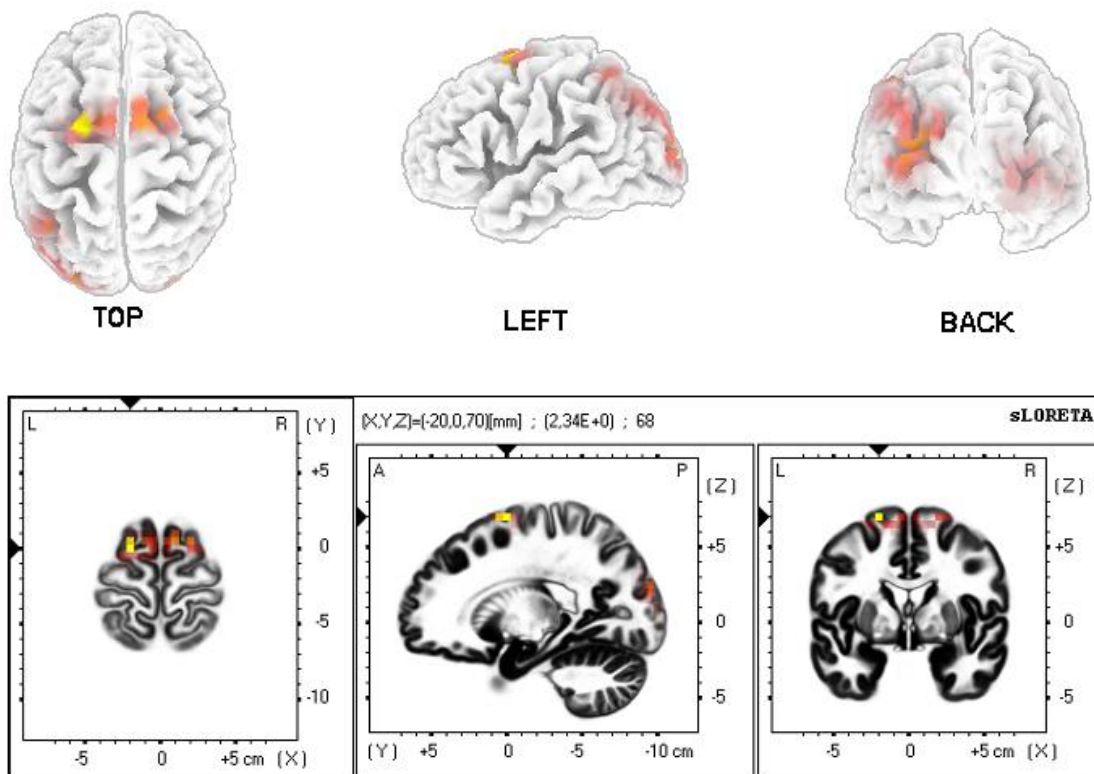 TOP
LEFT
BACK
L R (Y)
+5
0
-5
-10
-5 0 +5 cm (X)
(X,Y,Z)=(-20,0,70)[mm] ; (2,34E+0) ; 68 sLORETA
A P (Z)
+5
0
-5
(Y) +5 0 -5 -10 cm
L R (Z)
+5
0
-5
-5 0 +5 cm (X)